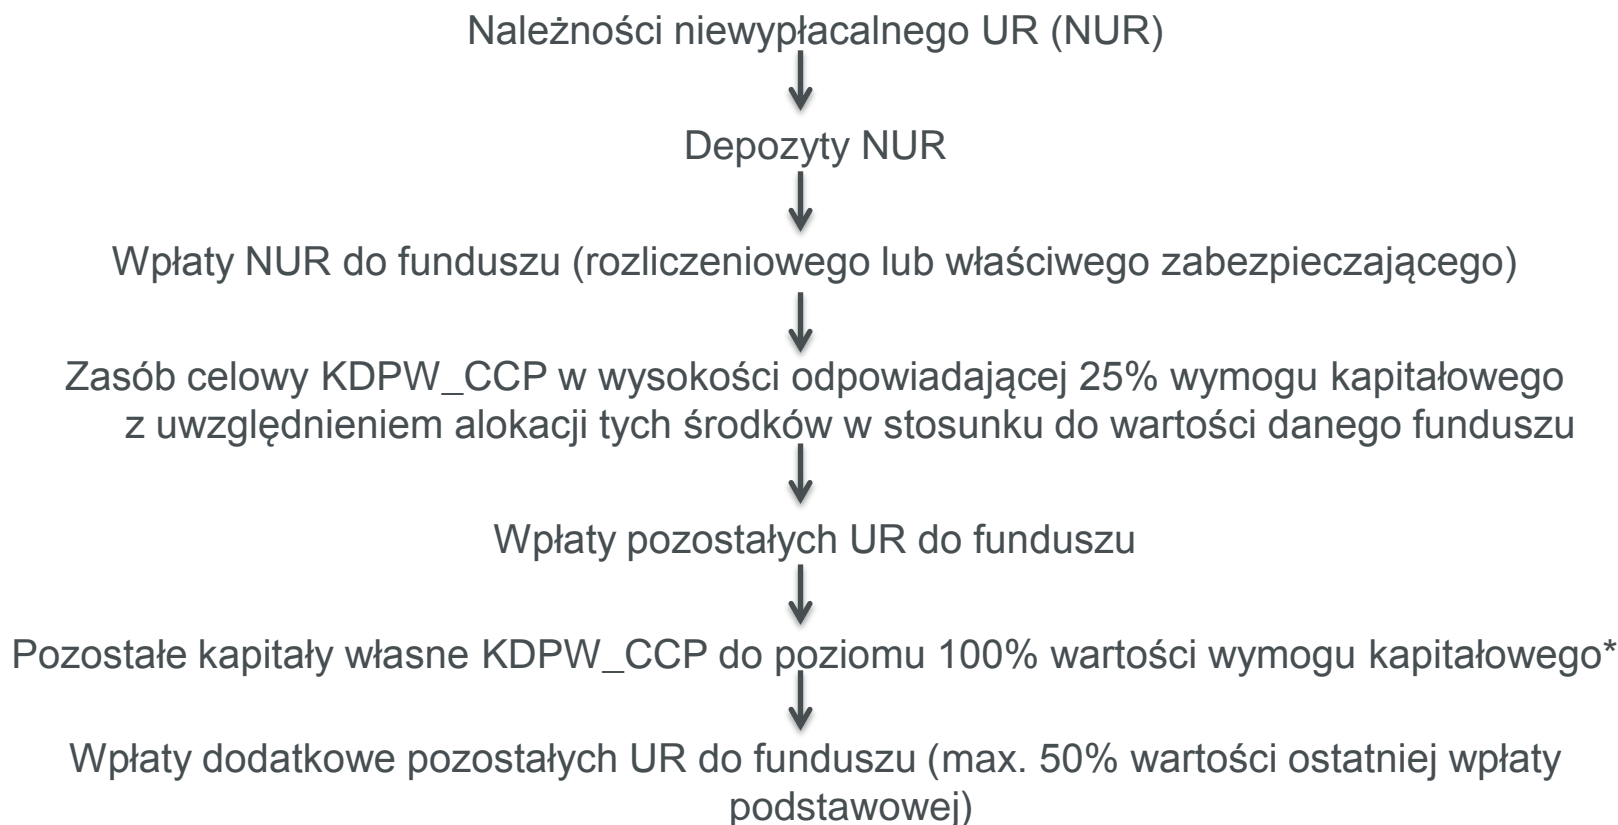 Należności niewypłacalnego UR (NUR)
Depozyty NUR
Wpłaty NUR do funduszu (rozliczeniowego lub właściwego zabezpieczającego)
Zasób celowy KDPW_CCP w wysokości odpowiadającej 25% wymogu kapitałowego
z uwzględnieniem alokacji tych środków w stosunku do wartości danego funduszu
Wpłaty pozostałych UR do funduszu
Pozostałe kapitały własne KDPW_CCP do poziomu 100% wartości wymogu kapitałowego*
Wpłaty dodatkowe pozostałych UR do funduszu (max. 50% wartości ostatniej wpłaty
podstawowej)